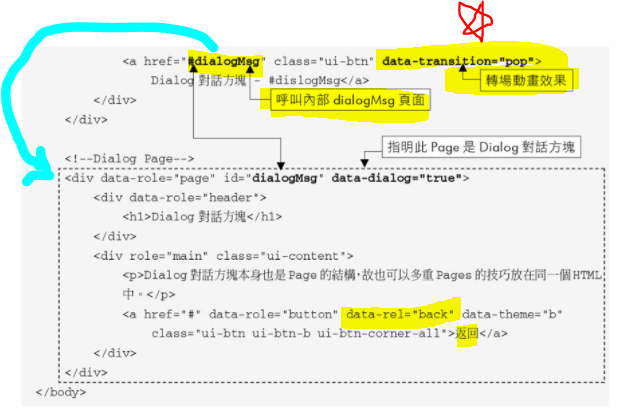 <a href="#dialogMsg" class="ui-btn" data-transition="pop">
Dialog 對話方塊 - #dislogMsg</a>
轉場動畫效果
</div>
呼叫內部 dialogMsg 頁面
</div>
指明此 Page 是 Dialog 對話方塊
<!--Dialog Page-->
<div data-role="page" id="dialogMsg" data-dialog="true">
<div data-role="header">
<h1>Dialog 對話方塊</h1>
</div>
<div role="main" class="ui-content">
<p>Dialog 對話方塊本身也是 Page 的結構,故也可以多重 Pages 的技巧放在同一個 HTML
中。</p>
<a href="#" data-role="button" data-rel="back" data-theme="b"
class="ui-btn ui-btn-b ui-btn-corner-all">返回</a>
</div>
</div>
</body>